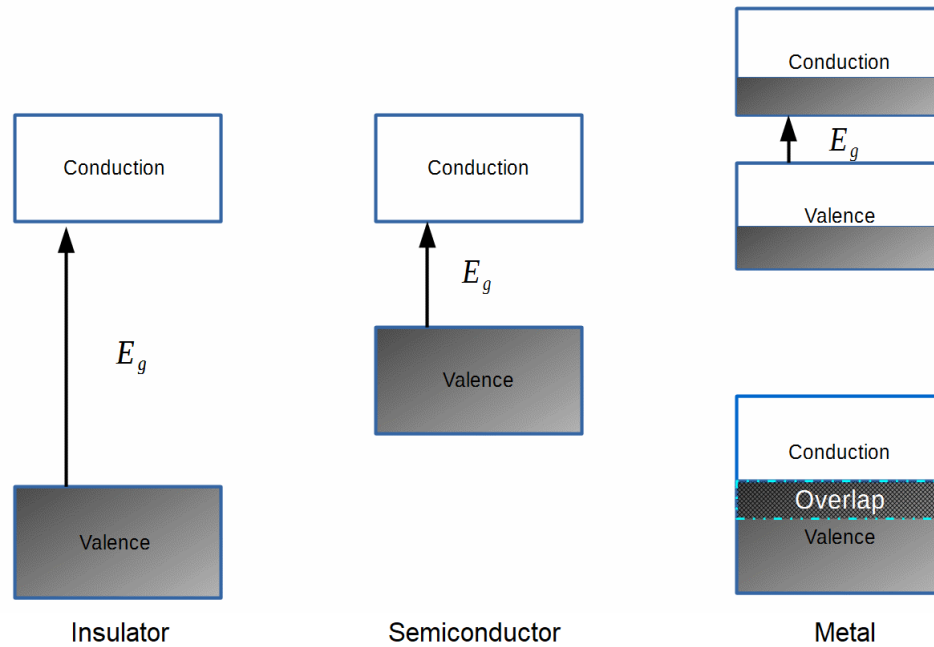 Conduction
E_g
Valence
Insulator
Conduction
E_g
Valence
Semiconductor
Conduction
E_g
Valence
Conduction
Overlap
Valence
Metal